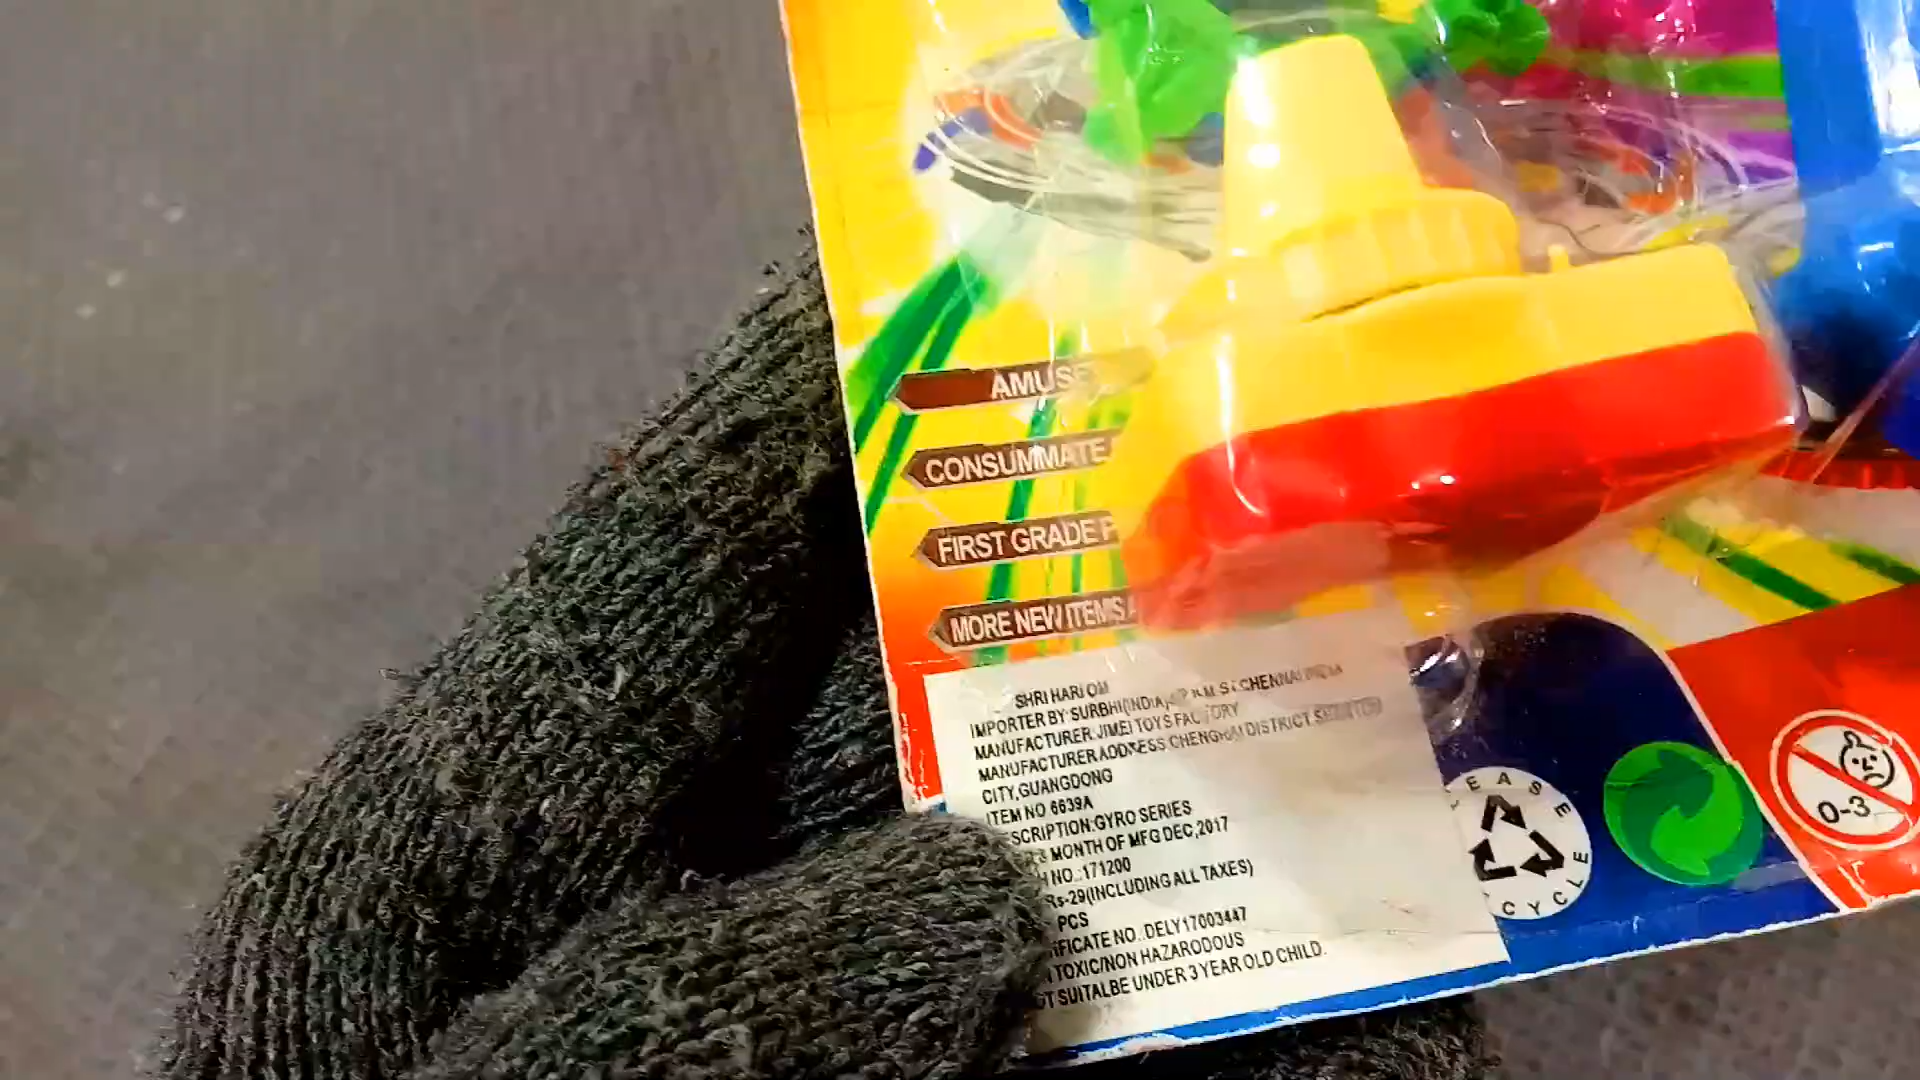 AMUSE
CONSUMMATE
FIRST GRADE P
MORE NEW ITEMS
SHRI HARI OM
IMPORTER BY SURBHI(INDIA) CHENNAI INDIA
MANUFACTURER: JIMEI TOYS FACTORY
MANUFACTURER ADDRESS CHENGHAI DISTRICT
CITY, GUANGDONG
ITEM NO 6639A
SCRIPTION:GYRO SERIES
MONTH OF MFG DEC,2017
NO.:171200
Rs-29(INCLUDING ALL TAXES)
PCS
IFICATE NO.:DELY17003447
TOXIC/NON HAZARODOUS
T SUITALBE UNDER 3 YEAR OLD CHILD.
EASE
CYCLE
0-3